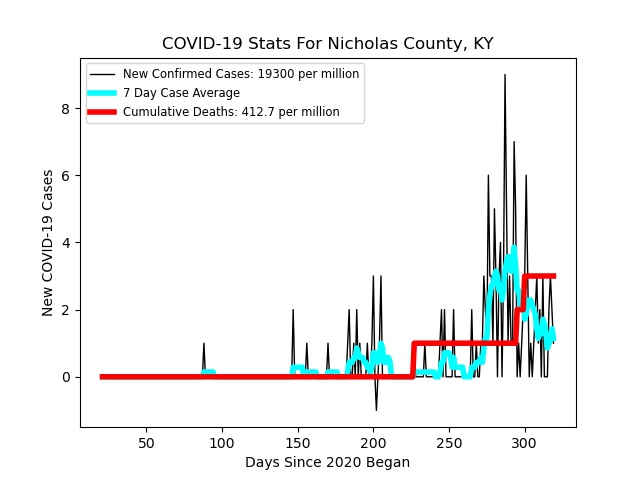 COVID-19 Stats For Nicholas County, KY
New Confirmed Cases: 19300 per million
7 Day Case Average
Cumulative Deaths: 412.7 per million
New COVID-19 Cases
8
6
4
2
0
50 100 150 200 250 300
Days Since 2020 Began